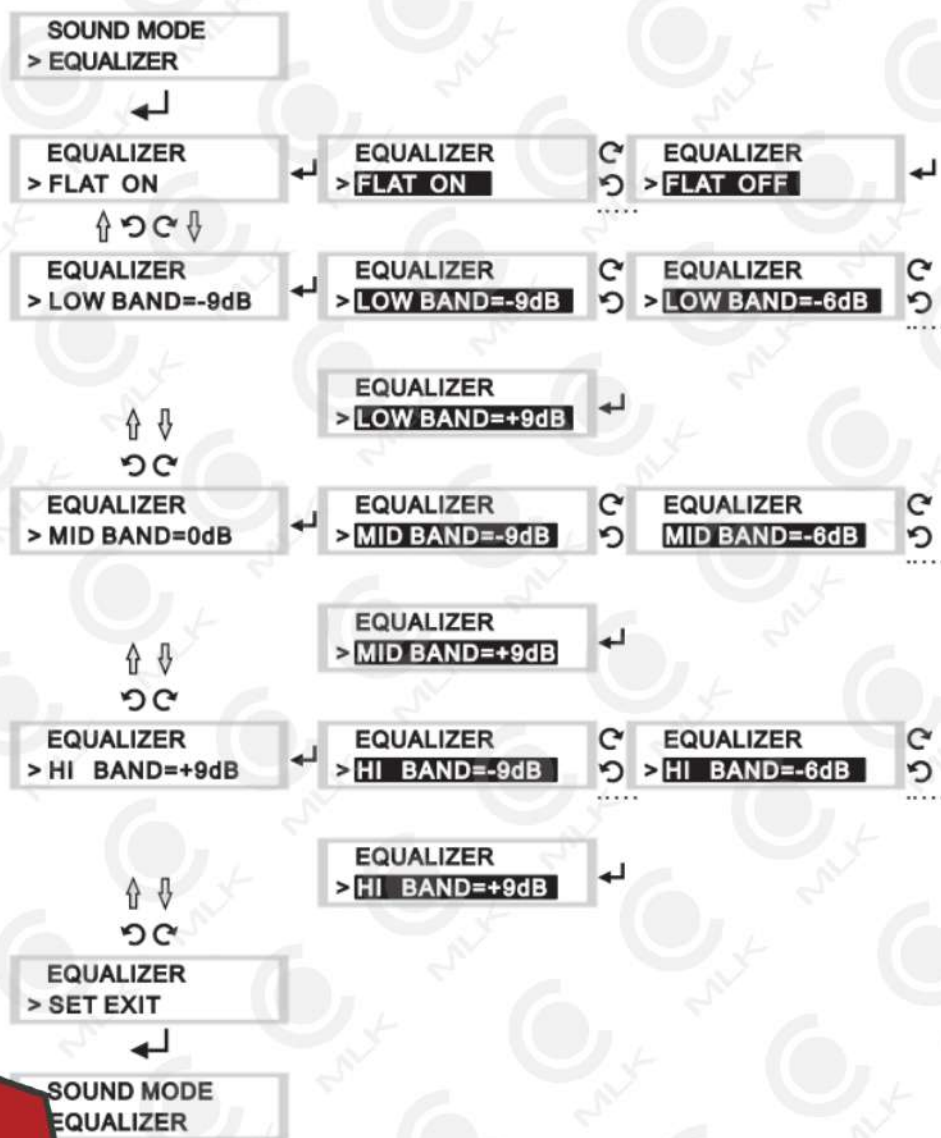 SOUND MODE
> EQUALIZER
EQUALIZER
> FLAT ON
EQUALIZER
> FLAT ON
EQUALIZER
> FLAT OFF
EQUALIZER
> LOW BAND=-9dB
EQUALIZER
> LOW BAND=-9dB
EQUALIZER
> LOW BAND=-6dB
EQUALIZER
> LOW BAND=+9dB
EQUALIZER
> MID BAND=0dB
EQUALIZER
> MID BAND=-9dB
EQUALIZER
MID BAND=-6dB
EQUALIZER
> MID BAND=+9dB
EQUALIZER
> HI BAND=+9dB
EQUALIZER
> HI BAND=-9dB
EQUALIZER
> HI BAND=-6dB
EQUALIZER
> HI BAND=+9dB
EQUALIZER
> SET EXIT
SOUND MODE
EQUALIZER
MLK